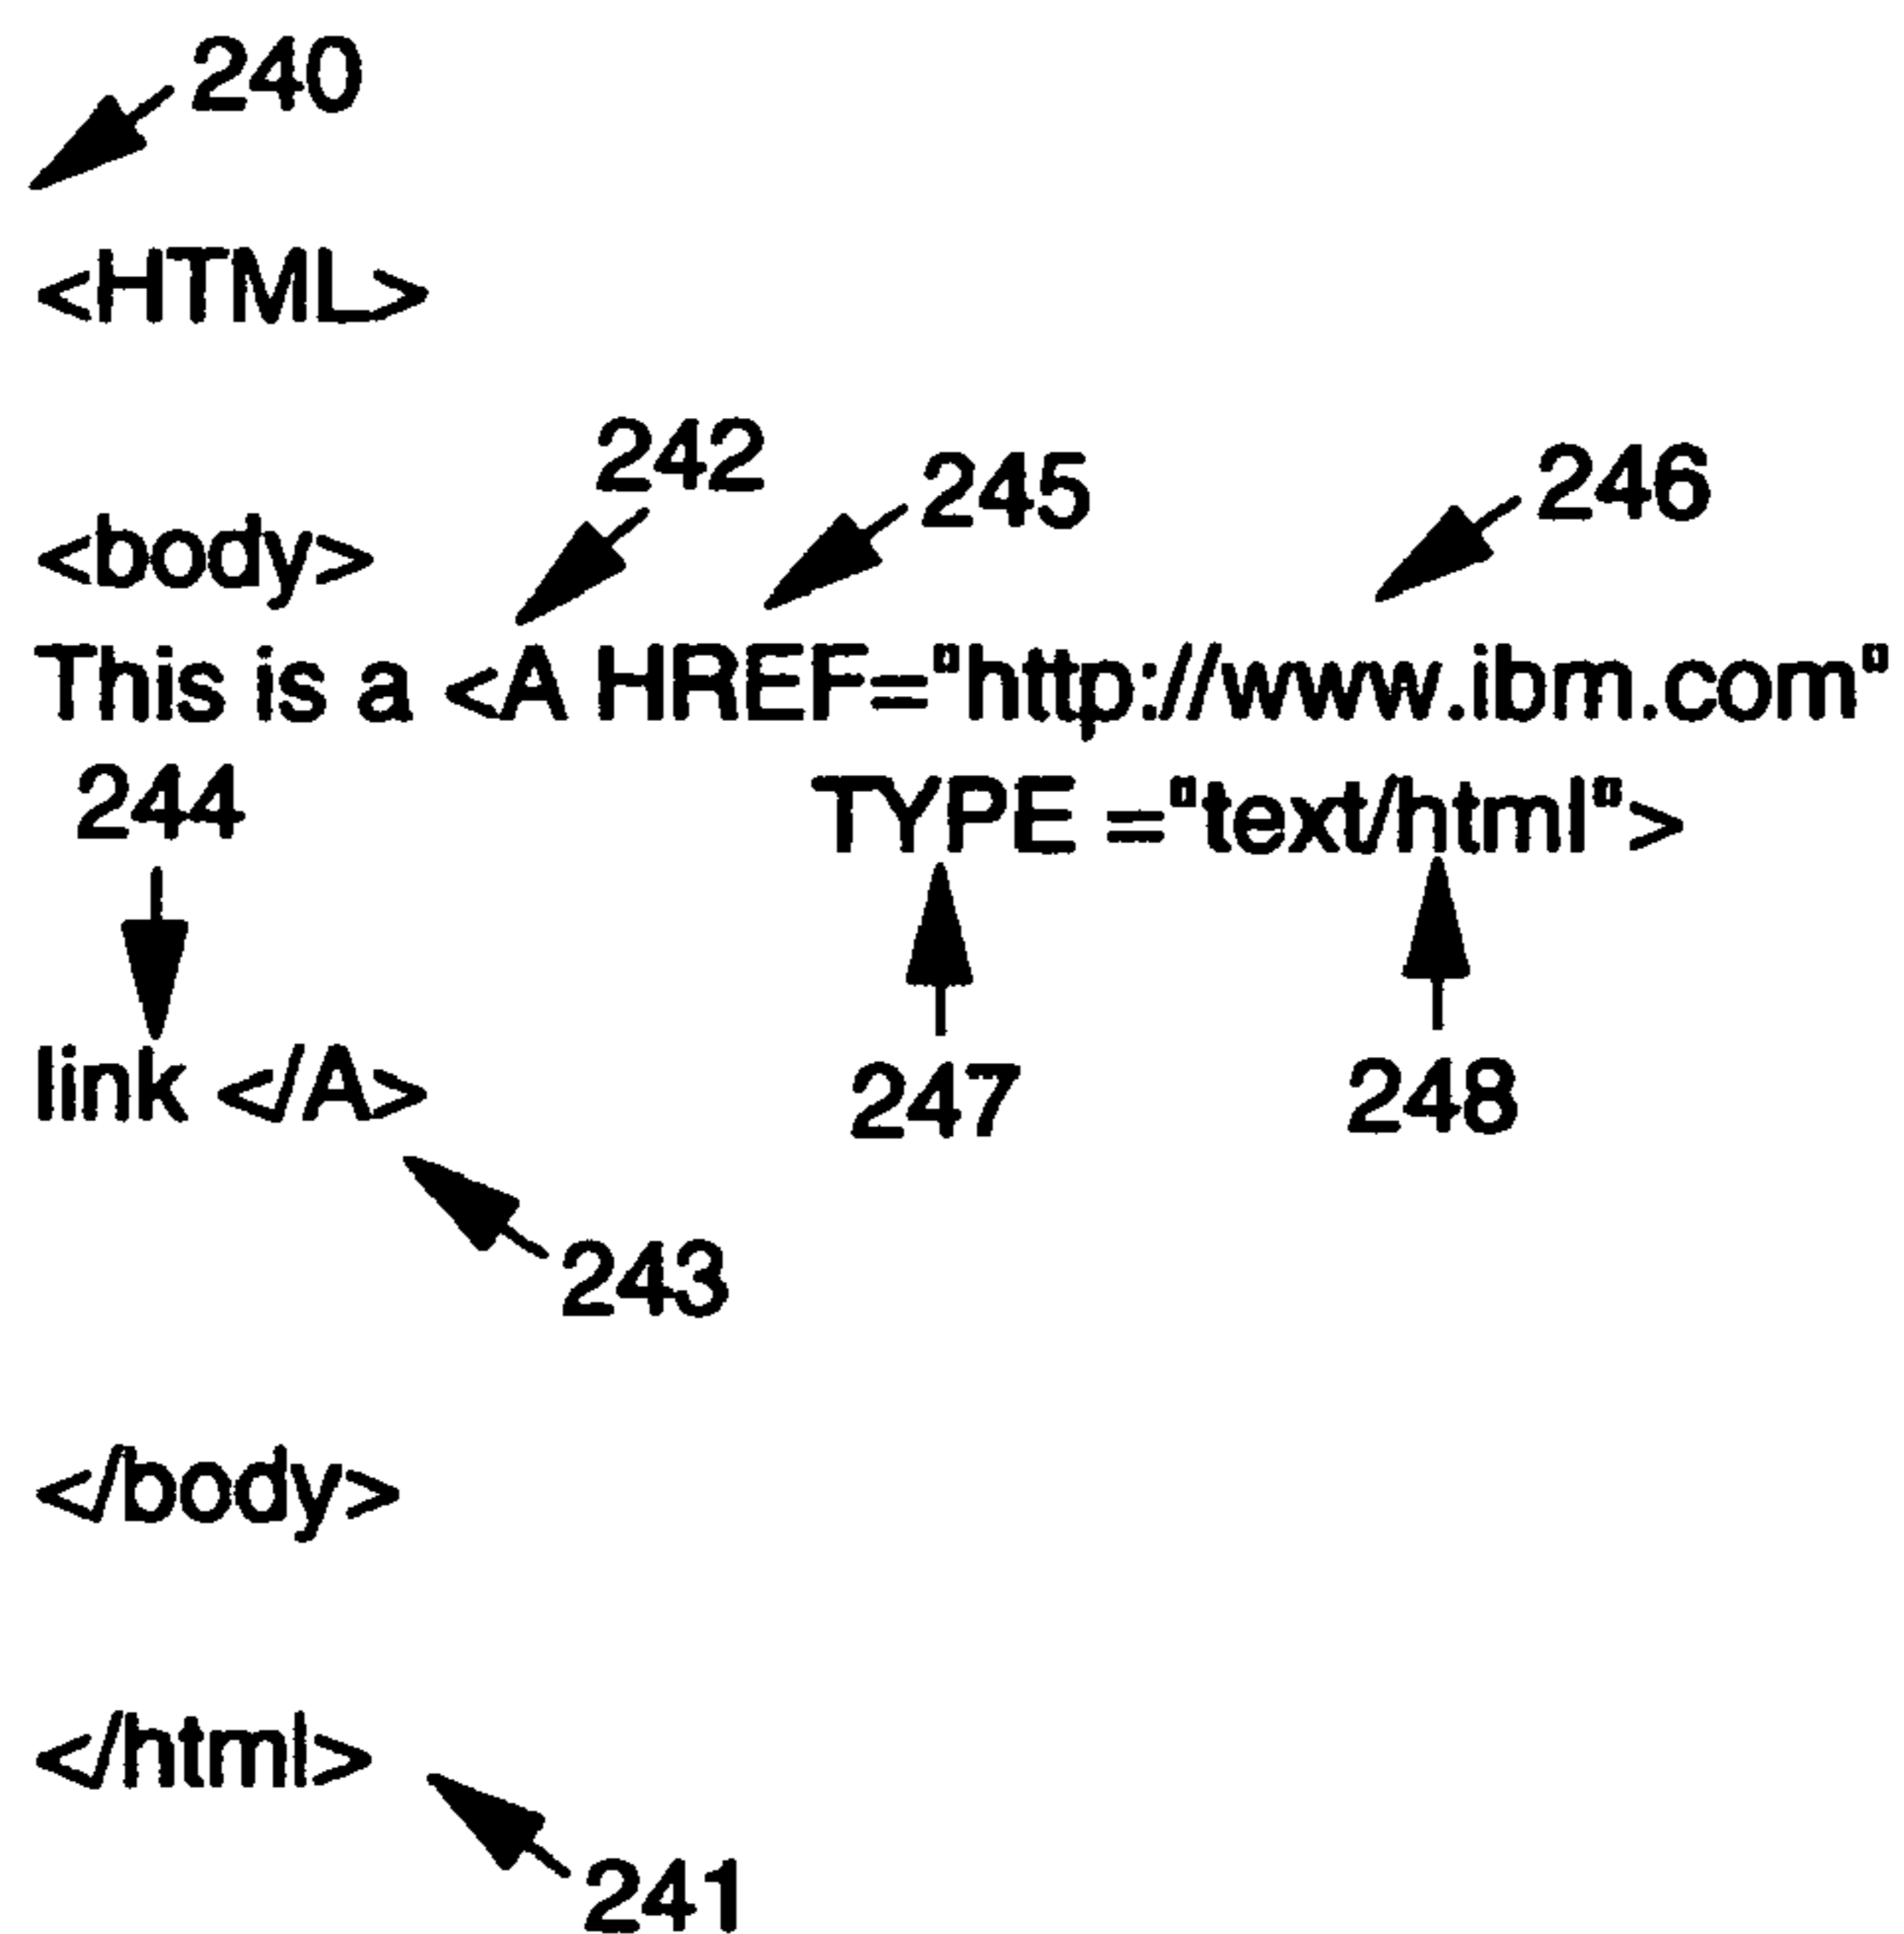 240
<HTML>
242 245 246
<body>
This is a <A HREF="http://www.ibm.com"
244 TYPE ="text/html">
link </A> 247 248
243
</body>
</html>
241